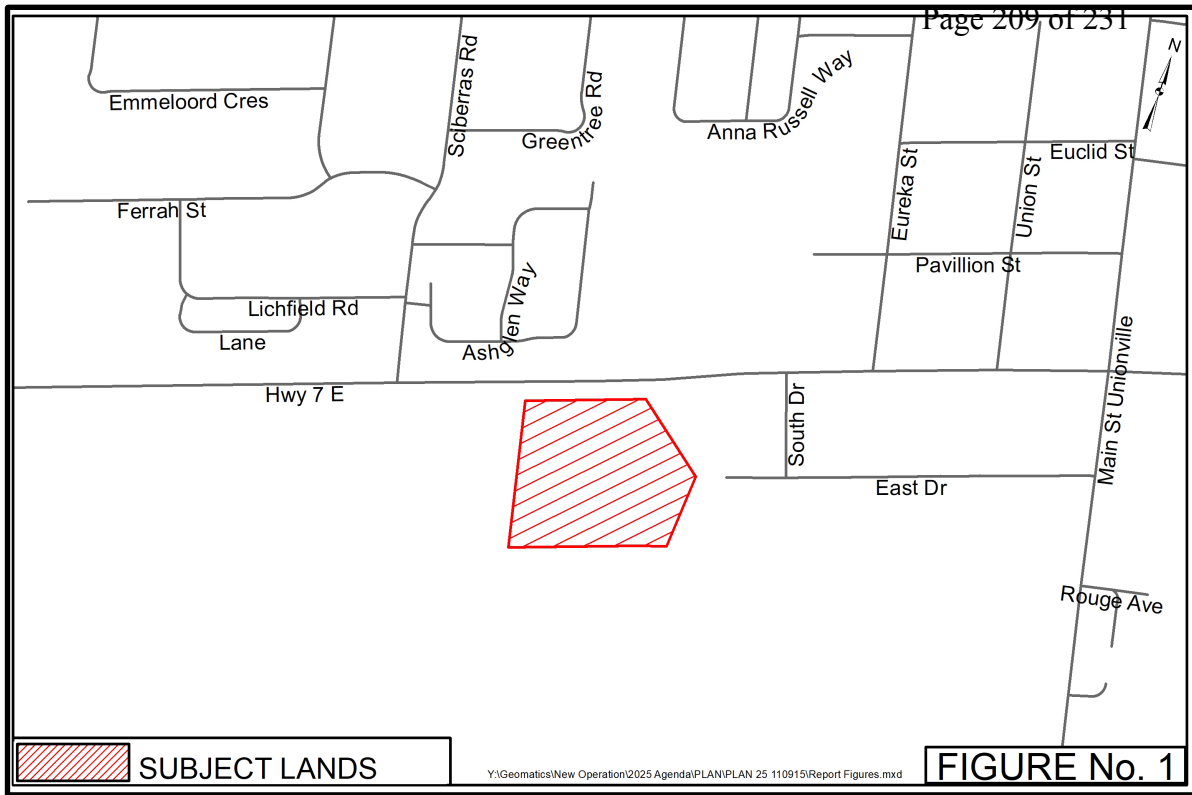 Page 209 of 231
N
Emmeloord Cres
Sciberras Rd
Greentree Rd
Anna Russell Way
Eureka St
Union St
Euclid St
Ferrah St
Pavillion St
Lichfield Rd
Lane
Ashglen Way
Hwy 7 E
South Dr
Main St Unionville
East Dr
Rouge Ave
SUBJECT LANDS
Y:\Geomatics\New Operation\2025 Agenda\PLAN\PLAN 25 110915\Report Figures.mxd
FIGURE No. 1